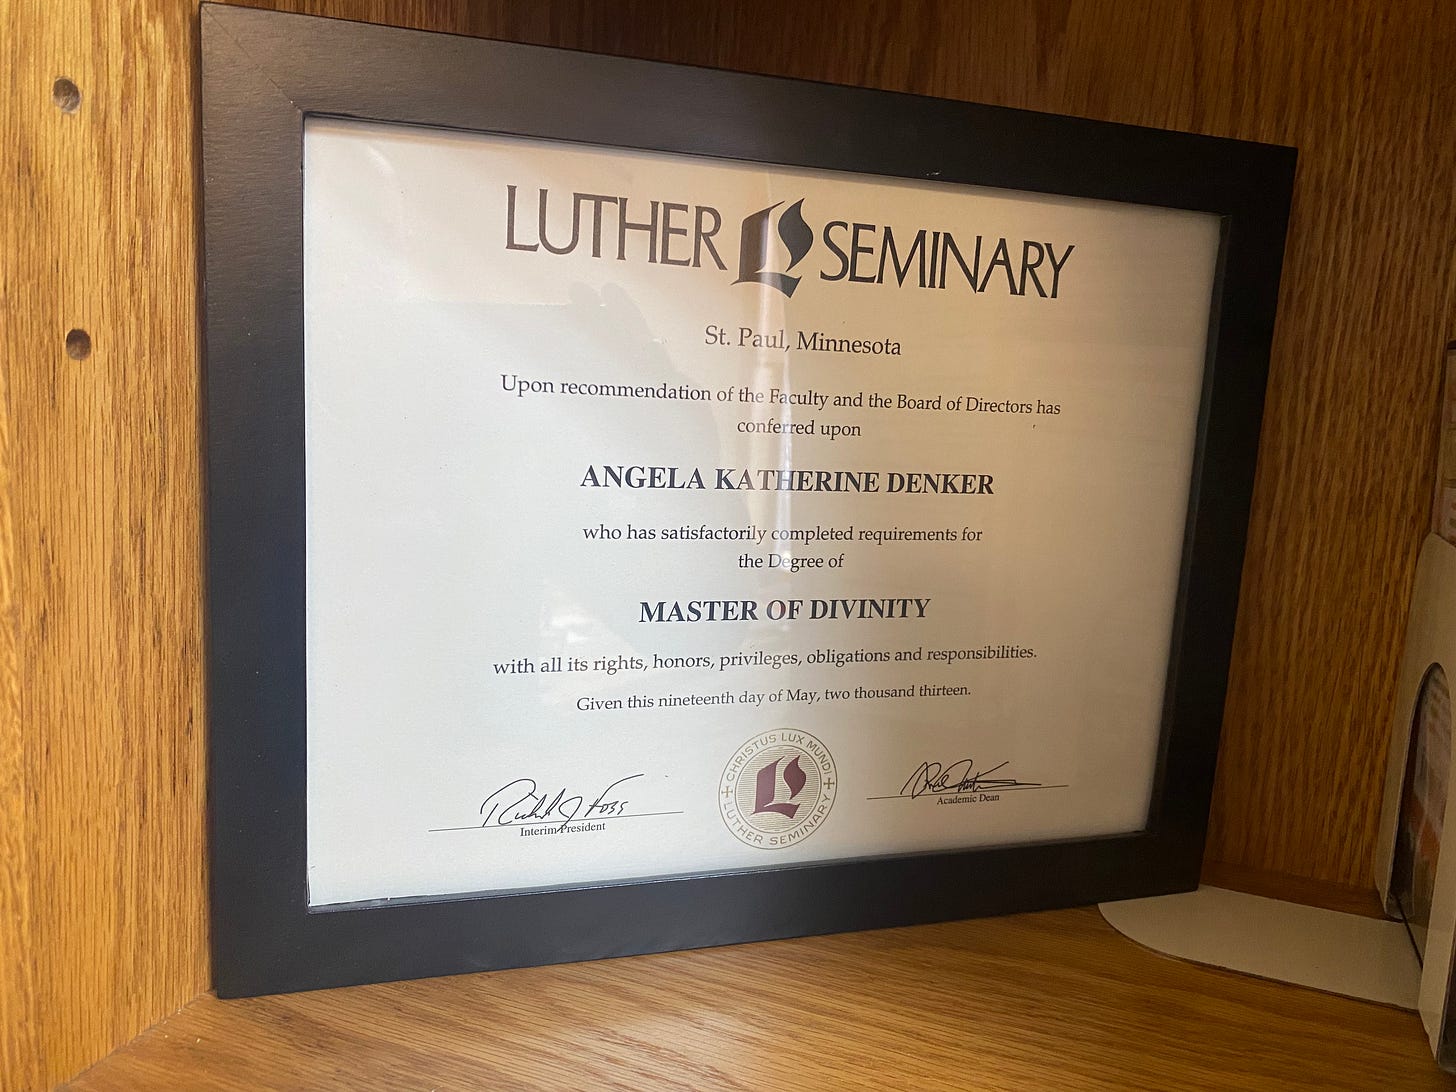 LUTHER SEMINARY
St. Paul, Minnesota
Upon recommendation of the Faculty and the Board of Directors has
conferred upon
ANGELA KATHERINE DENKER
who has satisfactorily completed requirements for
the Degree of
MASTER OF DIVINITY
with all its rights, honors, privileges, obligations and responsibilities.
Given this nineteenth day of May, two thousand thirteen.
Richard J Foss
Interim President
CHRISTUS LUX MUNDI
LUTHER SEMINARY
Academic Dean